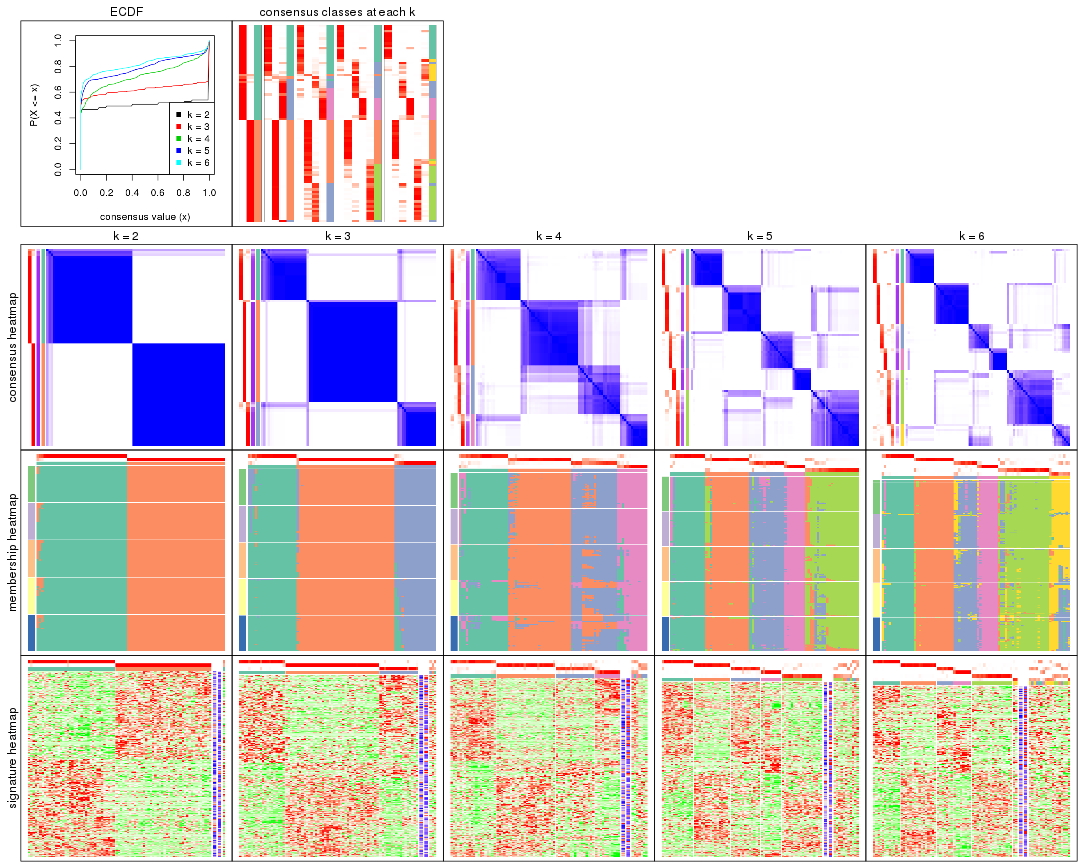 ECDF
consensus classes at each k
P(X <= x)
0.0
0.2
0.4
0.6
0.8
1.0
k = 2
k = 3
k = 4
k = 5
k = 6
0.0 0.2 0.4 0.6 0.8 1.0
consensus value (x)
k = 2
k = 3
k = 4
k = 5
k = 6
consensus heatmap
membership heatmap
signature heatmap